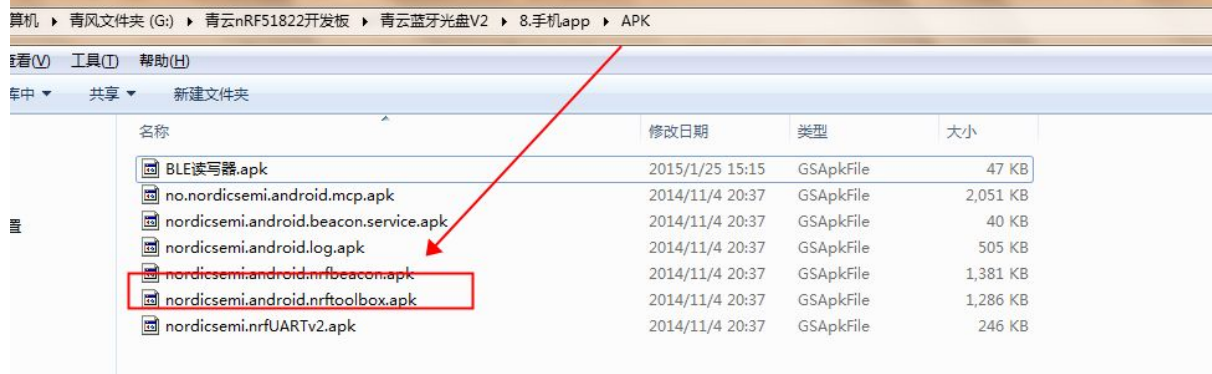 算机 ▸ 青风文件夹 (G:) ▸ 青云nRF51822开发板 ▸ 青云蓝牙光盘V2 ▸ 8.手机app ▸ APK
查看(V) 工具(T) 帮助(H)
库中 ▼ 共享 ▼ 新建文件夹
名称 修改日期 类型 大小
BLE读写器.apk 2015/1/25 15:15 GSApkFile 47 KB
no.nordicsemi.android.mcp.apk 2014/11/4 20:37 GSApkFile 2,051 KB
nordicsemi.android.beacon.service.apk 2014/11/4 20:37 GSApkFile 40 KB
nordicsemi.android.log.apk 2014/11/4 20:37 GSApkFile 505 KB
nordicsemi.android.nrfbeacon.apk 2014/11/4 20:37 GSApkFile 1,381 KB
nordicsemi.android.nrftoolbox.apk 2014/11/4 20:37 GSApkFile 1,286 KB
nordicsemi.nrfUARTv2.apk 2014/11/4 20:37 GSApkFile 246 KB
置